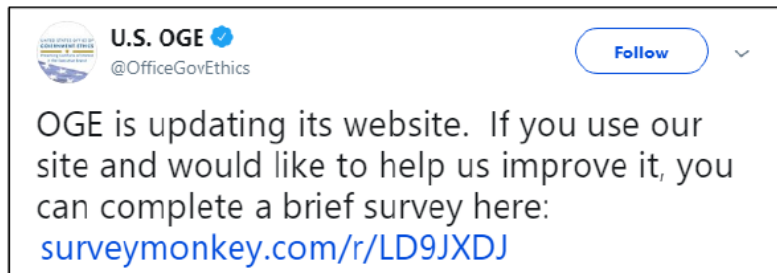 U.S. OGE
@OfficeGovEthics
Follow
OGE is updating its website.  If you use our
site and would like to help us improve it, you
can complete a brief survey here:
surveymonkey.com/r/LD9JXDJ